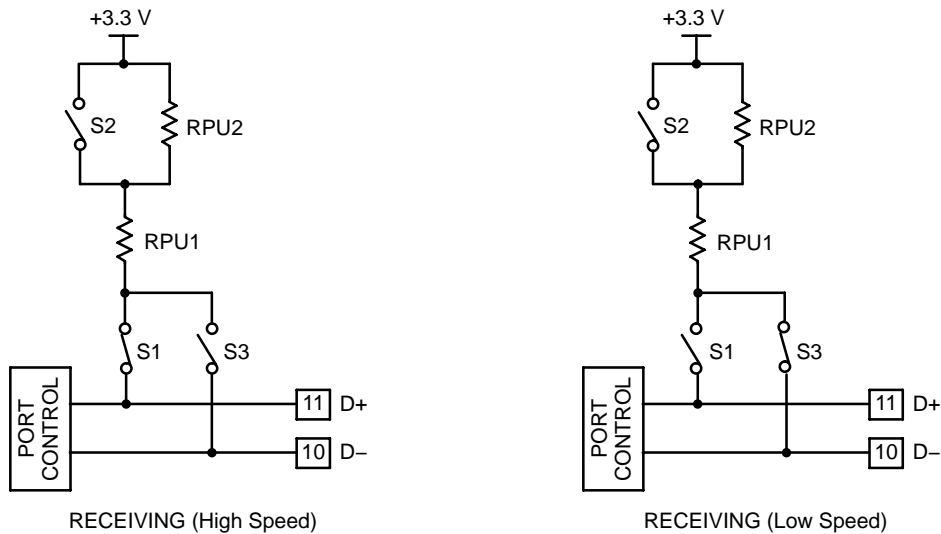 +3.3 V
S2
RPU2
RPU1
S1
S3
PORT
CONTROL
11 D+
10 D–
RECEIVING (High Speed)
+3.3 V
S2
RPU2
RPU1
S1
S3
PORT
CONTROL
11 D+
10 D–
RECEIVING (Low Speed)